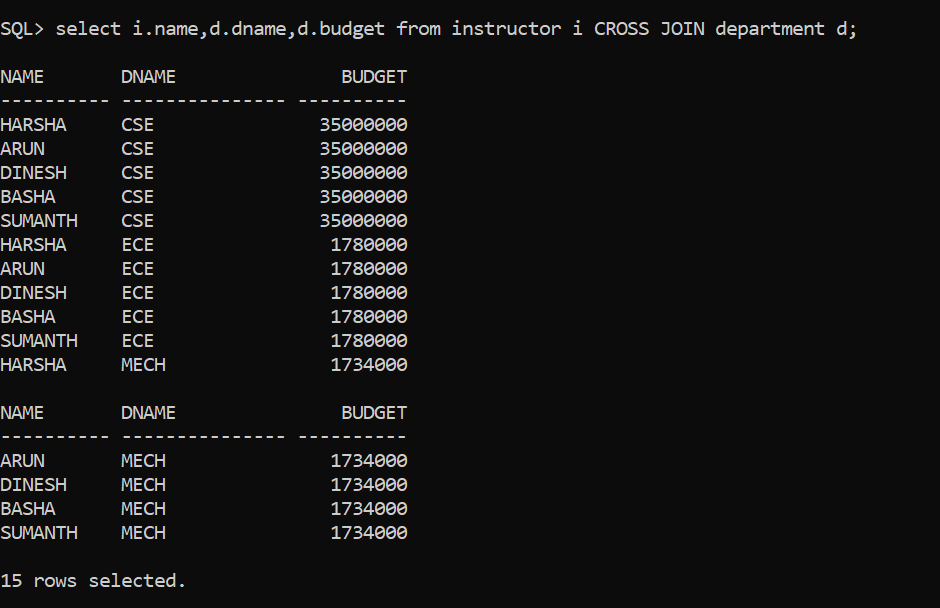 SQL> select i.name,d.dname,d.budget from instructor i CROSS JOIN department d;
NAME       DNAME               BUDGET
---------- --------------- ----------
HARSHA     CSE               35000000
ARUN       CSE               35000000
DINESH     CSE               35000000
BASHA      CSE               35000000
SUMANTH    CSE               35000000
HARSHA     ECE                1780000
ARUN       ECE                1780000
DINESH     ECE                1780000
BASHA      ECE                1780000
SUMANTH    ECE                1780000
HARSHA     MECH               1734000
NAME       DNAME               BUDGET
---------- --------------- ----------
ARUN       MECH               1734000
DINESH     MECH               1734000
BASHA      MECH               1734000
SUMANTH    MECH               1734000
15 rows selected.